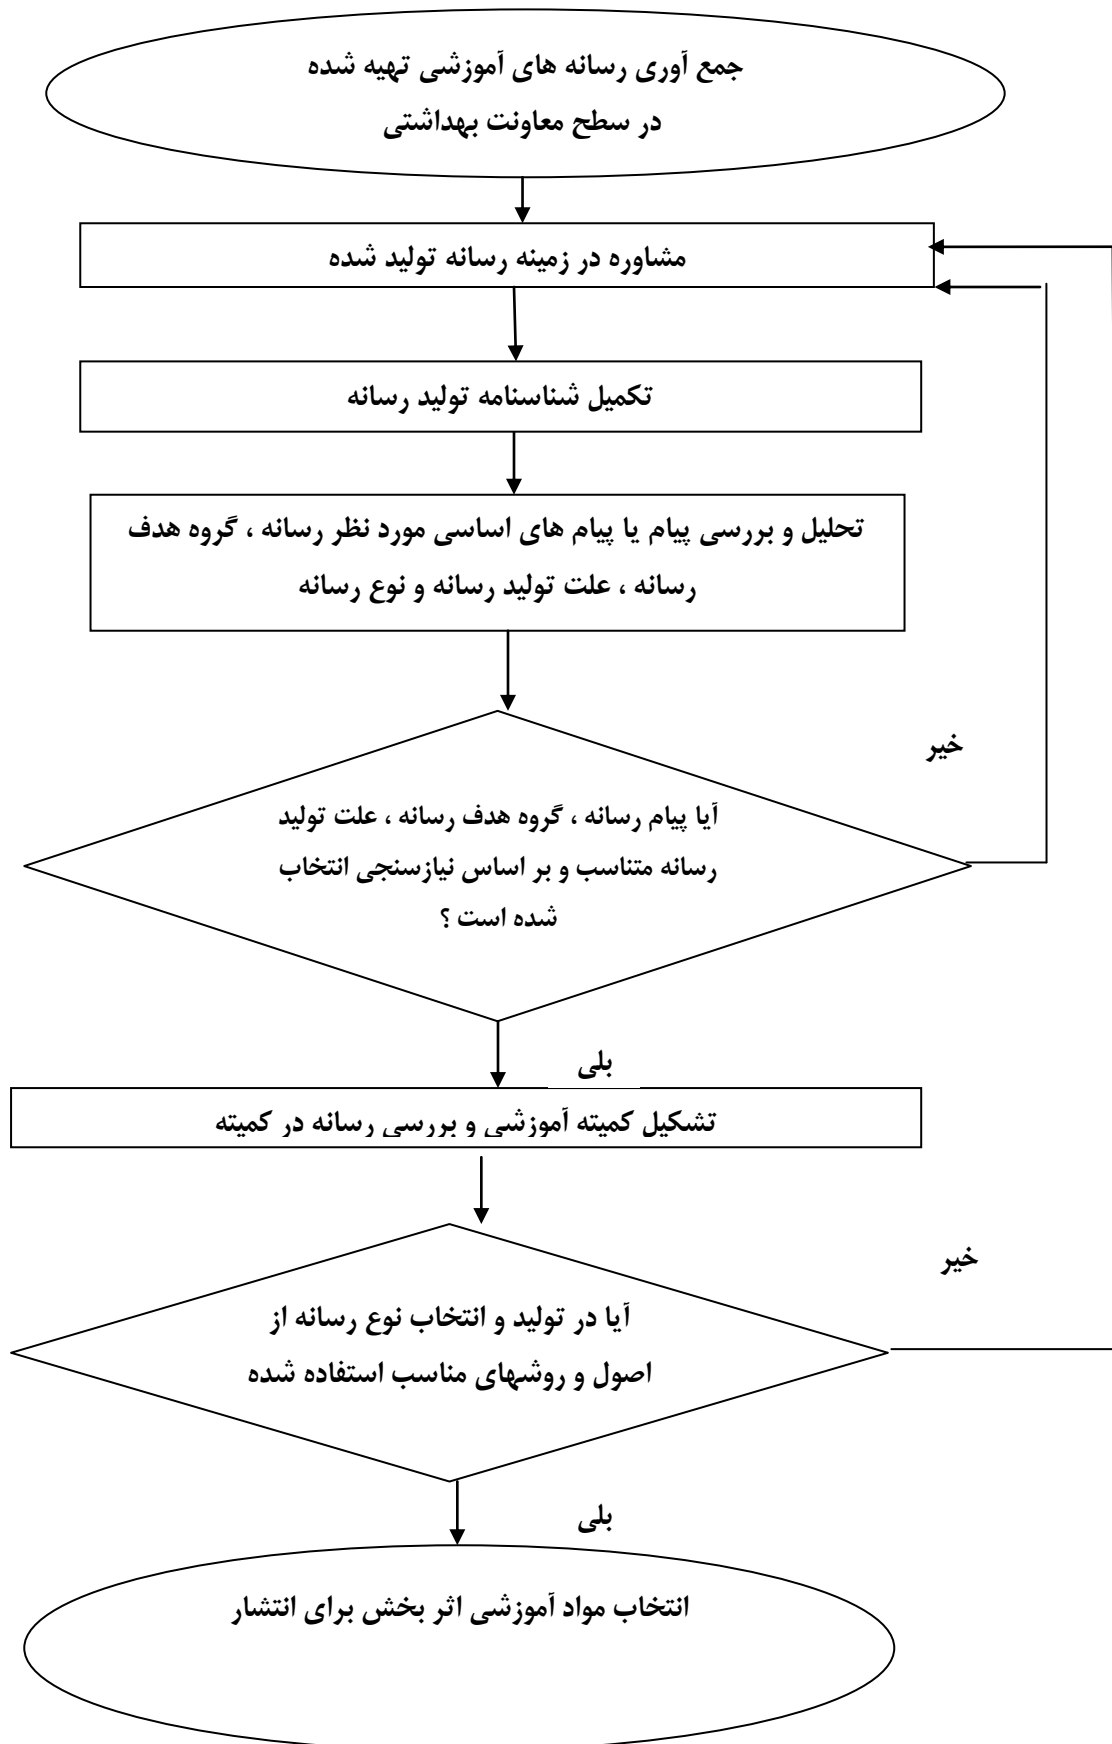 جمع آوری رسانه های آموزشی تهیه شده
در سطح معاونت بهداشتی
مشاوره در زمینه رسانه تولید شده
تکمیل شناسنامه تولید رسانه
تحلیل و بررسی پیام یا پیام های اساسی مورد نظر رسانه ، گروه هدف
رسانه ، علت تولید رسانه و نوع رسانه
خیر
آیا پیام رسانه ، گروه هدف رسانه ، علت تولید
رسانه متناسب و بر اساس نیازسنجی انتخاب
شده است ؟
بلی
تشکیل کمیته آموزشی و بررسی رسانه در کمیته
خیر
آیا در تولید و انتخاب نوع رسانه از
اصول و روشهای مناسب استفاده شده
بلی
انتخاب مواد آموزشی اثر بخش برای انتشار